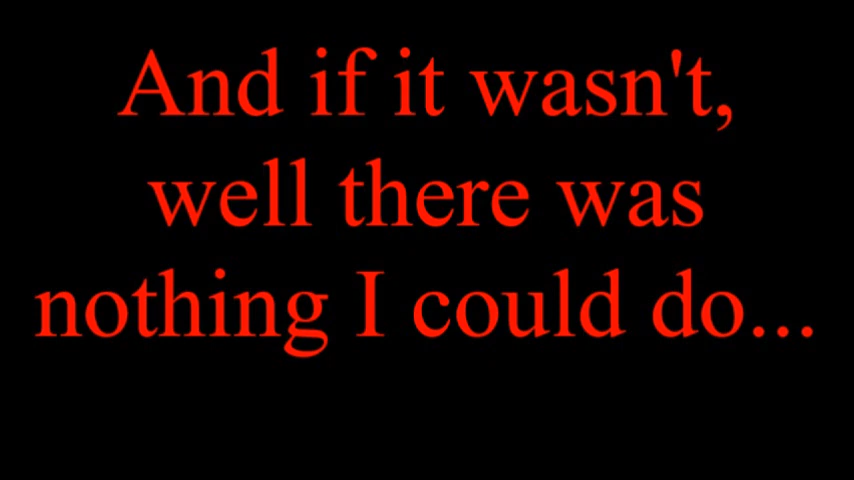 And if it wasn't,
well there was
nothing I could do...